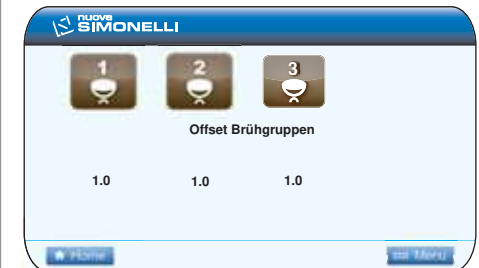 nuova
SIMONELLI
1 2 3
Offset Brühgruppen
1.0 1.0 1.0
Home Menu